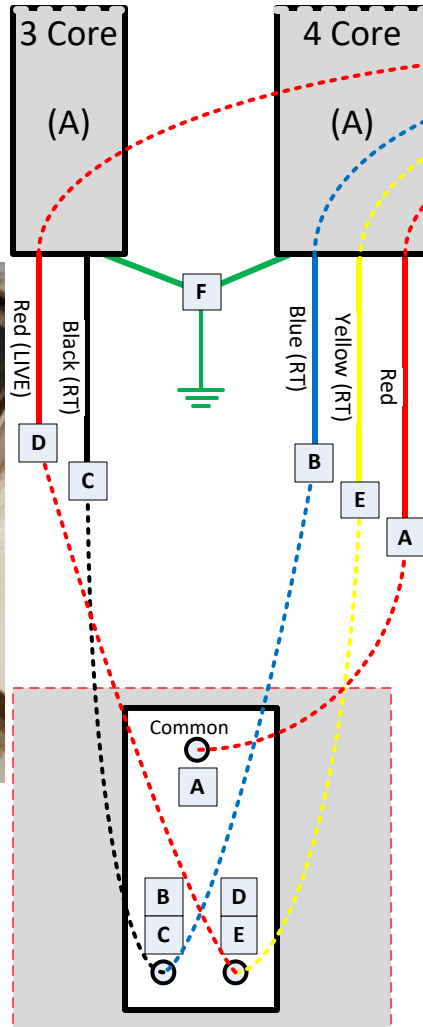 3 Core
(A)
4 Core
(A)
F
Red (LIVE)
Black (RT)
Blue (RT)
Yellow (RT)
Red
D
C
B
E
A
Common
A
B
D
C
E